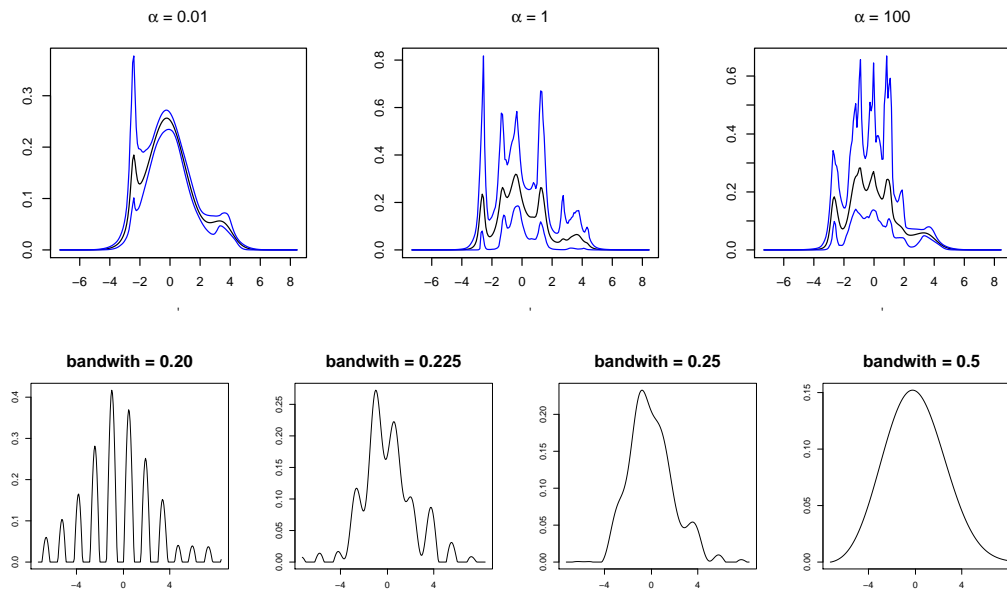 α = 0.01
α = 1
α = 100
0.0 0.1 0.2 0.3
−6 −4 −2 0 2 4 6 8
0.0 0.2 0.4 0.6 0.8
−6 −4 −2 0 2 4 6 8
0.0 0.2 0.4 0.6
−6 −4 −2 0 2 4 6 8
bandwith = 0.20
bandwith = 0.225
bandwith = 0.25
bandwith = 0.5
0.0 0.1 0.2 0.3 0.4
−4 0 4
0.00 0.05 0.10 0.15 0.20 0.25
−4 0 4
0.00 0.05 0.10 0.15 0.20
−4 0 4
0.00 0.05 0.10 0.15
−4 0 4